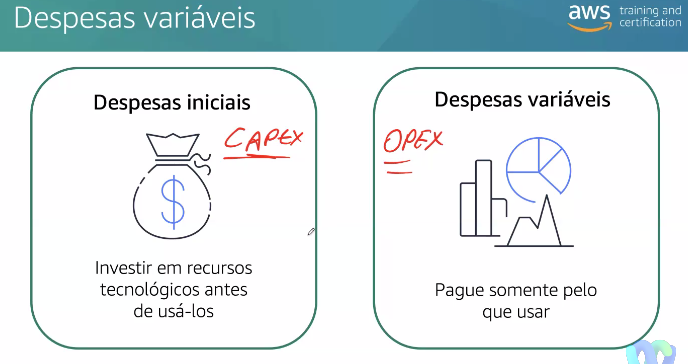 Despesas variáveis
aws training and
certification
Despesas iniciais
CAPEX
$
Investir em recursos
tecnológicos antes
de usá-los
Despesas variáveis
OPEX
Pague somente pelo
que usar